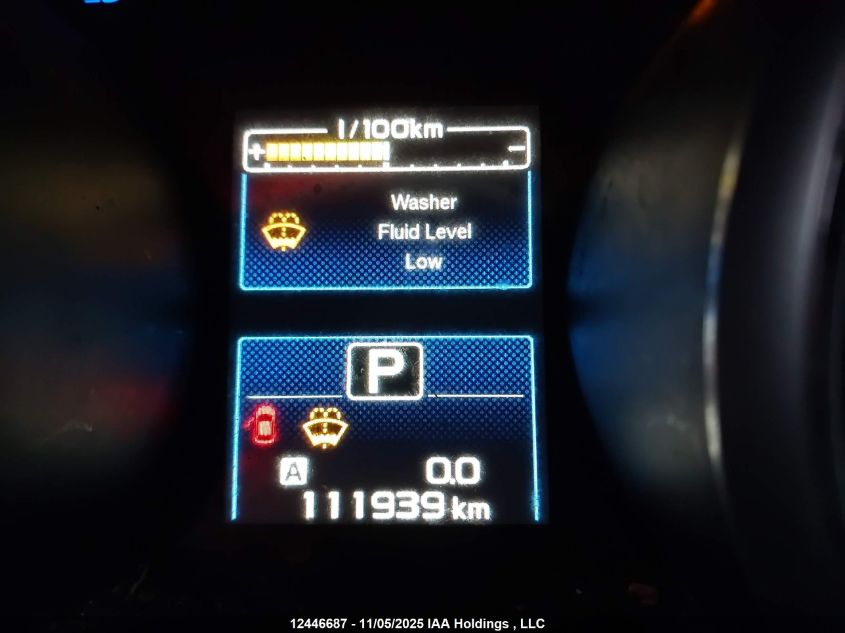 l/100km
+ −
Washer
Fluid Level
Low
P
A 0.0
111939 km
12446687 - 11/05/2025 IAA Holdings , LLC